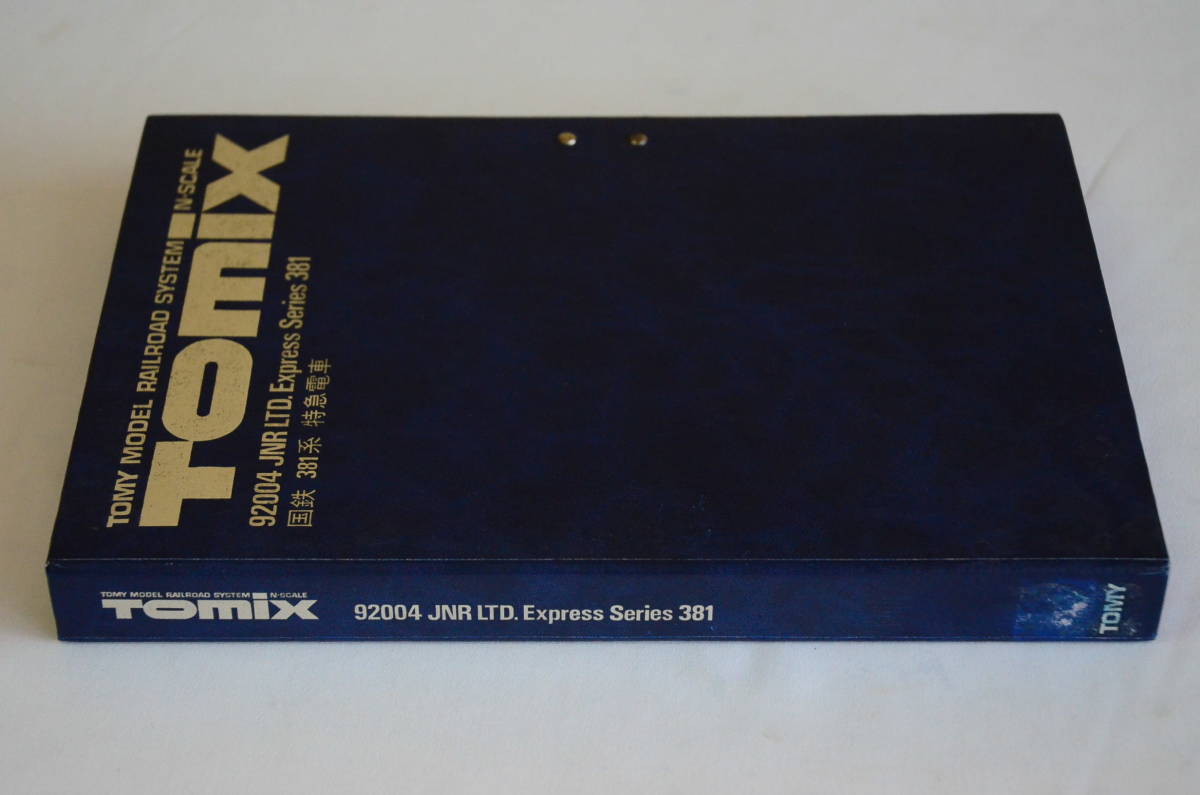 TOMY MODEL RAILROAD SYSTEM N-SCALE
TOMIX
92004 JNR LTD. Express Series 381
国鉄 381系 特急電車
TOMY MODEL RAILROAD SYSTEM N-SCALE
TOMIX
92004 JNR LTD. Express Series 381
TOMY